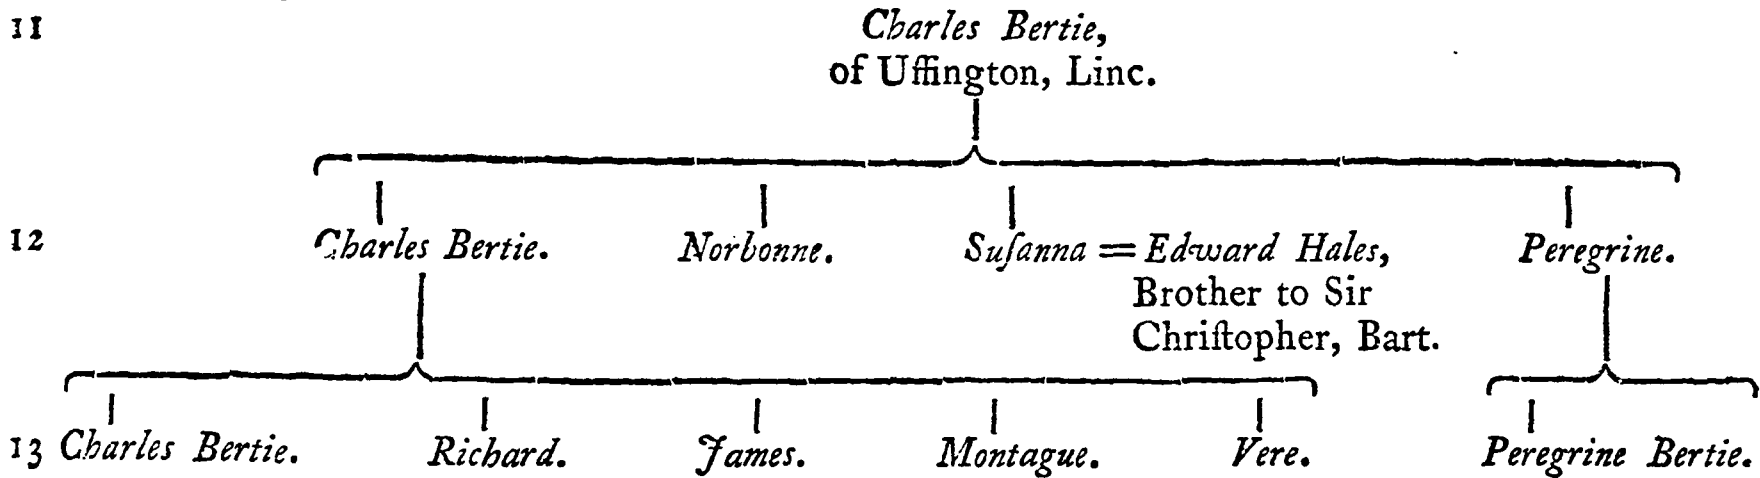 11 Charles Bertie,
of Uffington, Linc.
12 Charles Bertie. Norbonne. Suſanna = Edward Hales, Peregrine.
Brother to Sir
Chriſtopher, Bart.
13 Charles Bertie. Richard. James. Montague. Vere. Peregrine Bertie.